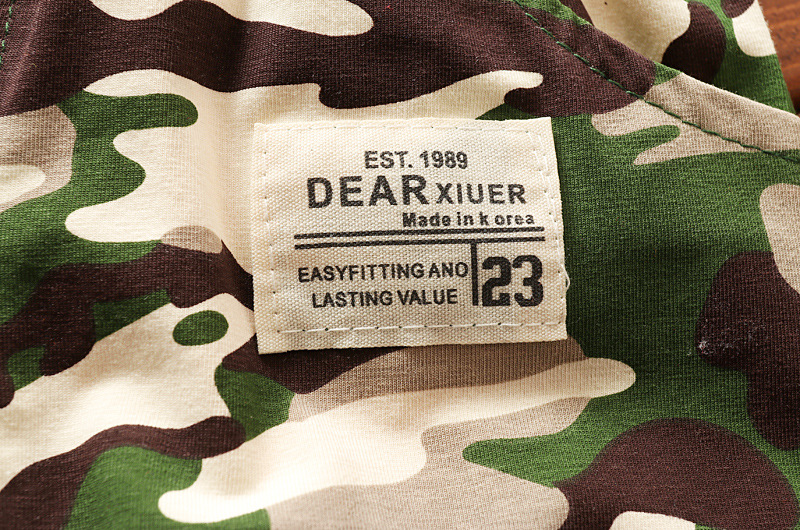 EST. 1989
DEAR XIUER
Made in k orea
EASYFITTING ANO
LASTING VALUE
23